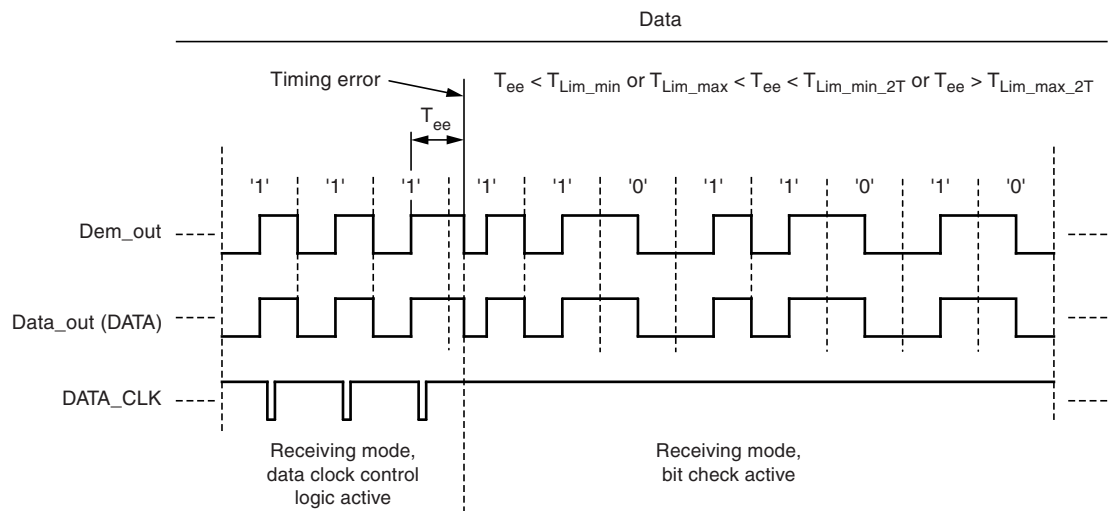 Data
Timing error
T_ee < T_Lim_min or T_Lim_max < T_ee < T_Lim_min_2T or T_ee > T_Lim_max_2T
T_ee
'1' '1' '1' '1' '1' '0' '1' '1' '0' '1' '0'
Dem_out
Data_out (DATA)
DATA_CLK
Receiving mode,
data clock control
logic active
Receiving mode,
bit check active